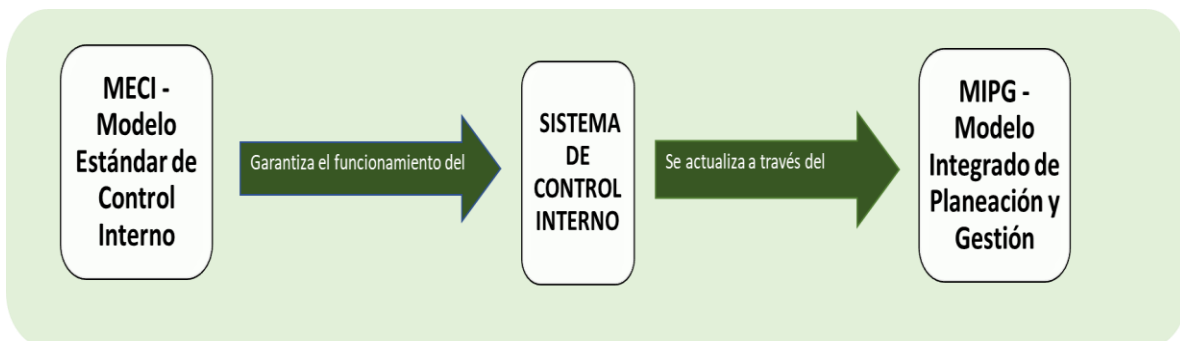 MECI -
Modelo
Estándar de
Control
Interno
Garantiza el funcionamiento del
SISTEMA
DE
CONTROL
INTERNO
Se actualiza a través del
MIPG -
Modelo
Integrado de
Planeación y
Gestión